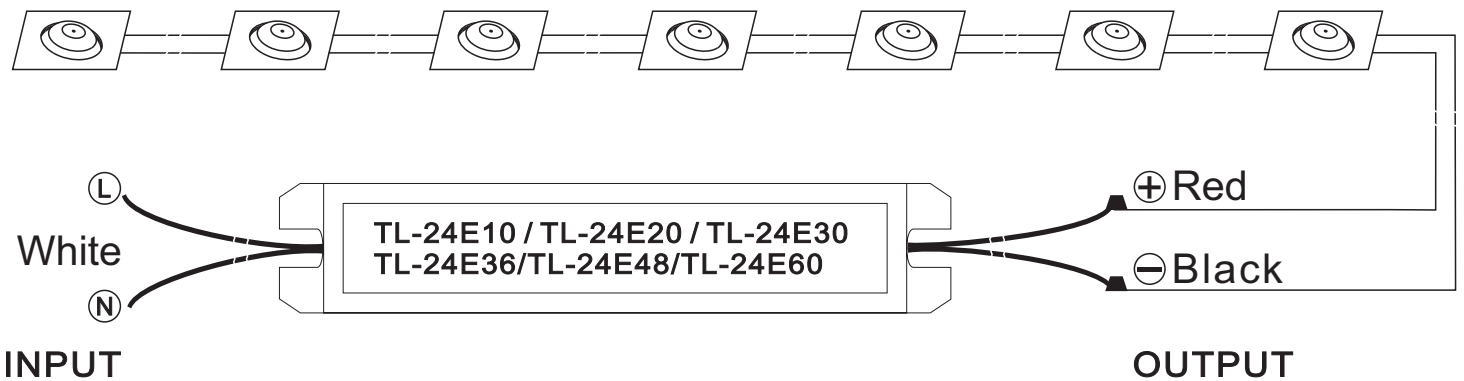 L
⊕ Red
TL-24E10 / TL-24E20 / TL-24E30
White
TL-24E36/TL-24E48/TL-24E60
⊖ Black
N
INPUT
OUTPUT